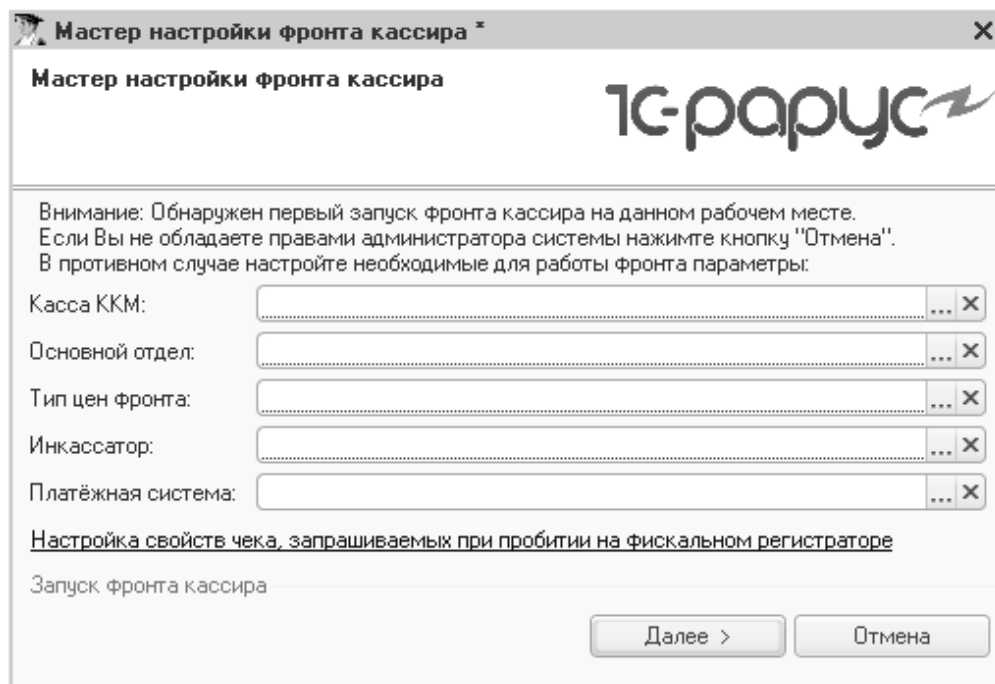 Мастер настройки фронта кассира *
Мастер настройки фронта кассира
1С-рарус
Внимание: Обнаружен первый запуск фронта кассира на данном рабочем месте.
Если Вы не обладаете правами администратора системы нажимте кнопку "Отмена".
В противном случае настройте необходимые для работы фронта параметры:
Касса ККМ:
Основной отдел:
Тип цен фронта:
Инкассатор:
Платёжная система:
Настройка свойств чека, запрашиваемых при пробитии на фискальном регистраторе
Запуск фронта кассира
Далее >
Отмена